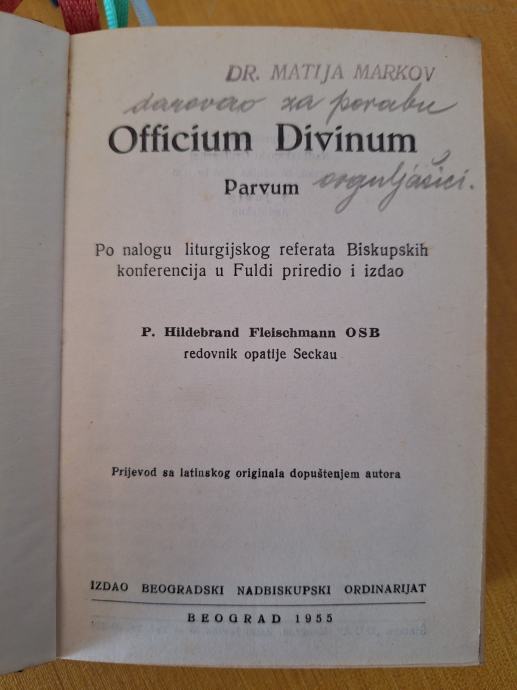 DR. MATIJA MARKOV
darovao za porabu
Officium Divinum
Parvum orguljašici.
Po nalogu liturgijskog referata Biskupskih
konferencija u Fuldi priredio i izdao
P. Hildebrand Fleischmann OSB
redovnik opatije Seckau
Prijevod sa latinskog originala dopuštenjem autora
IZDAO BEOGRADSKI NADBISKUPSKI ORDINARIJAT
BEOGRAD 1955